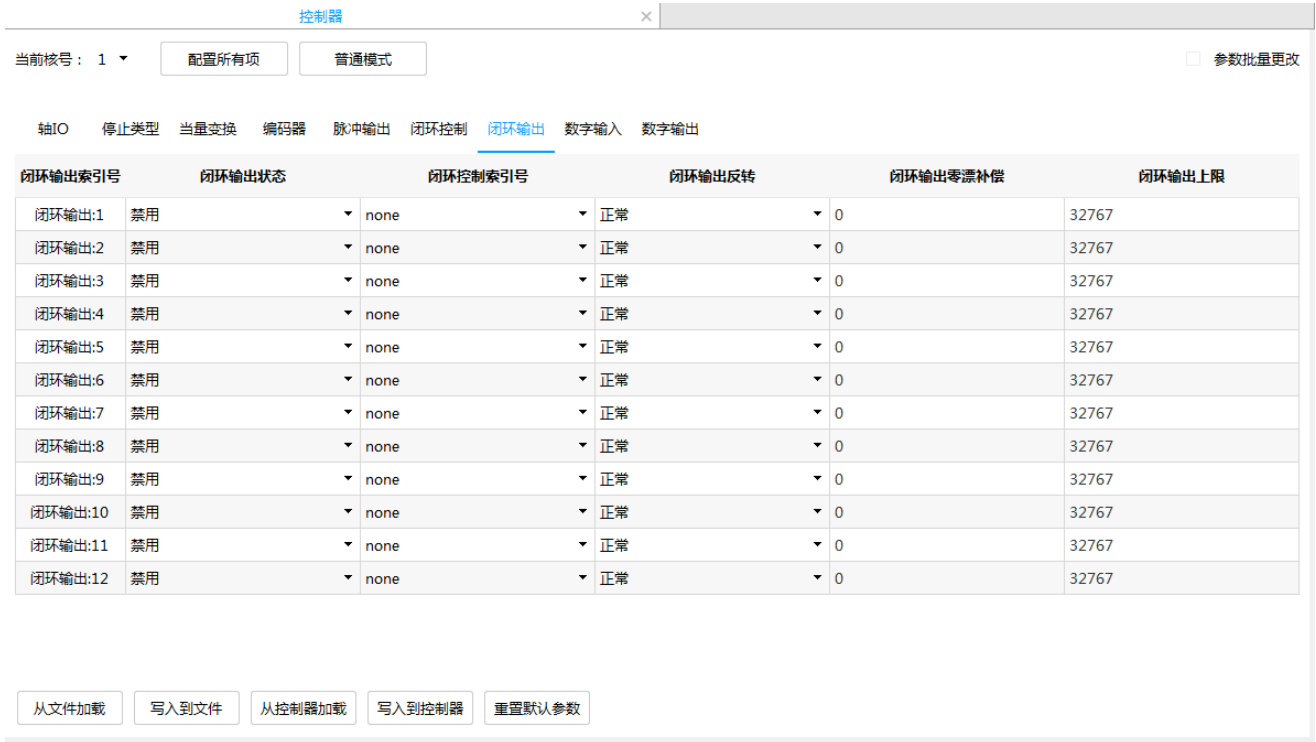 控制器
当前核号： 1 配置所有项 普通模式 参数批量更改
轴IO 停止类型 当量变换 编码器 脉冲输出 闭环控制 闭环输出 数字输入 数字输出
闭环输出索引号 闭环输出状态 闭环控制索引号 闭环输出反转 闭环输出零漂补偿 闭环输出上限
闭环输出:1 禁用 none 正常 0 32767
闭环输出:2 禁用 none 正常 0 32767
闭环输出:3 禁用 none 正常 0 32767
闭环输出:4 禁用 none 正常 0 32767
闭环输出:5 禁用 none 正常 0 32767
闭环输出:6 禁用 none 正常 0 32767
闭环输出:7 禁用 none 正常 0 32767
闭环输出:8 禁用 none 正常 0 32767
闭环输出:9 禁用 none 正常 0 32767
闭环输出:10 禁用 none 正常 0 32767
闭环输出:11 禁用 none 正常 0 32767
闭环输出:12 禁用 none 正常 0 32767
从文件加载 写入到文件 从控制器加载 写入到控制器 重置默认参数